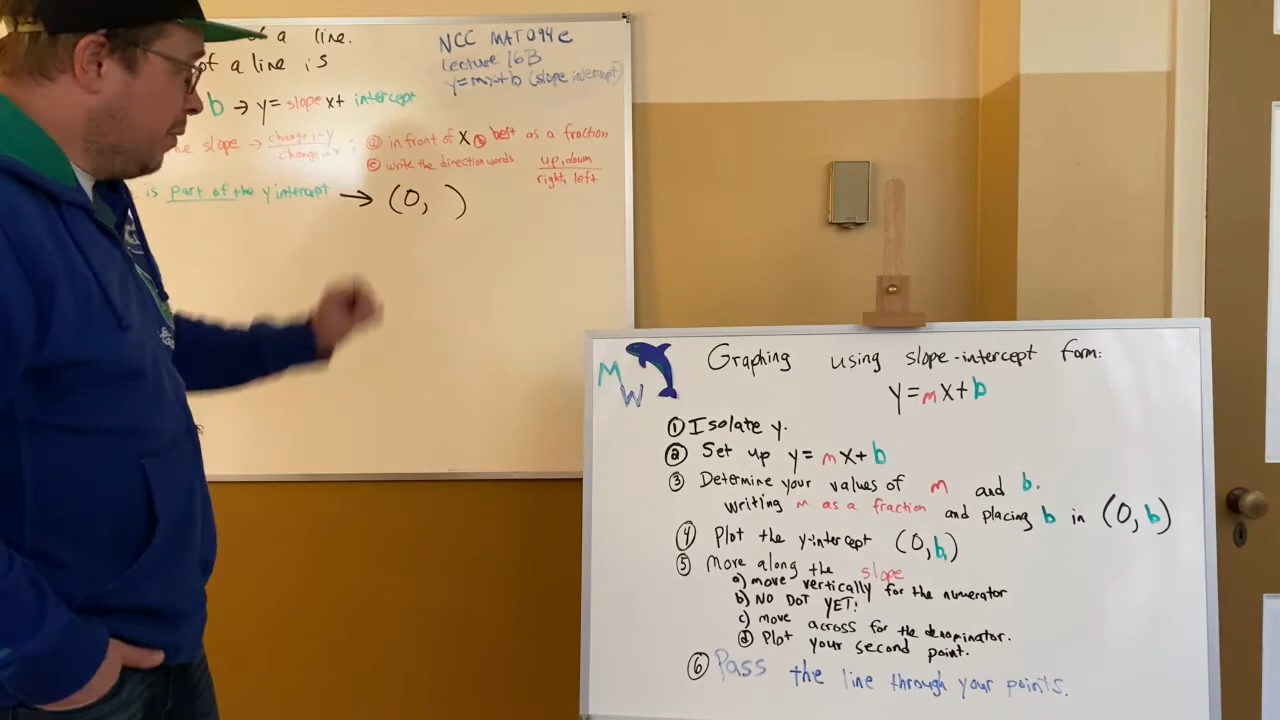 of a line.
of a line is
b → y = slope x + intercept
slope → change in y / change in x ; ⓐ in front of X ⓑ best as a fraction
ⓒ write the direction words up, down / right, left
is part of the y intercept → (0, )
NCC MAT094e
Lecture 16B
y=mx+b (slope intercept)
MW
Graphing using slope-intercept form:
y=mx+b
① Isolate y.
② Set up y=mx+b
③ Determine your values of m and b.
writing m as a fraction and placing b in (0, b)
④ Plot the y-intercept (0, b)
⑤ Move along the slope
a) move vertically for the numerator
b) NO DOT YET!
c) move across for the denominator.
ⓓ Plot your second point.
⑥ Pass the line through your points.